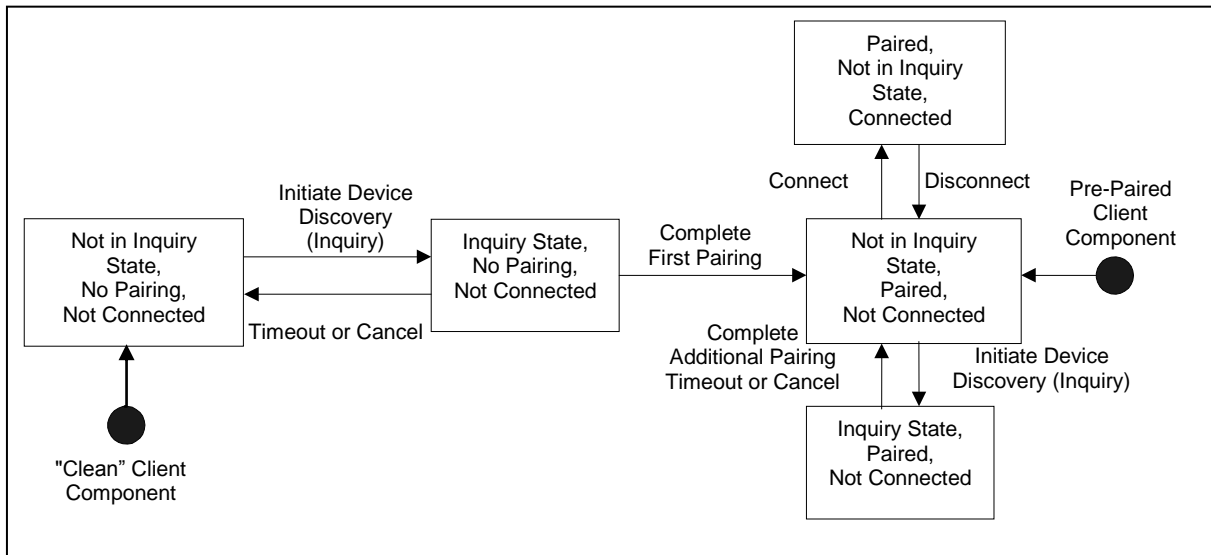 Paired,
Not in Inquiry
State,
Connected
Connect
Disconnect
Pre-Paired
Client
Component
Initiate Device
Discovery
(Inquiry)
Not in Inquiry
State,
No Pairing,
Not Connected
Inquiry State,
No Pairing,
Not Connected
Complete
First Pairing
Not in Inquiry
State,
Paired,
Not Connected
Timeout or Cancel
Complete
Additional Pairing
Timeout or Cancel
Initiate Device
Discovery (Inquiry)
Inquiry State,
Paired,
Not Connected
"Clean” Client
Component